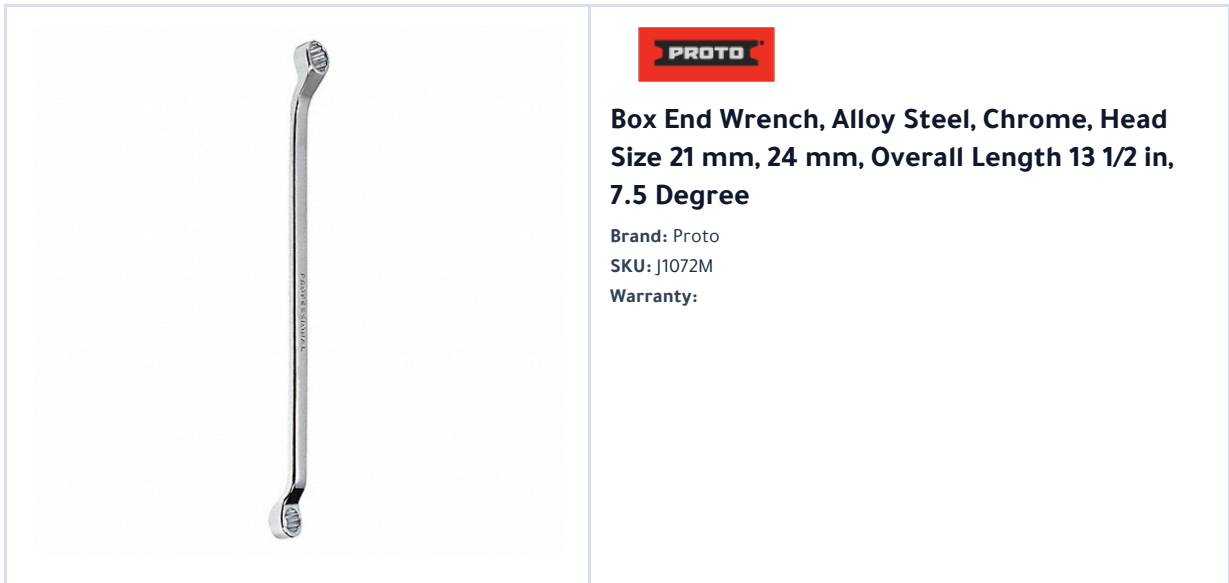 PROTO
Box End Wrench, Alloy Steel, Chrome, Head
Size 21 mm, 24 mm, Overall Length 13 1/2 in,
7.5 Degree
Brand: Proto
SKU: J1072M
Warranty:
PROFESSIONAL